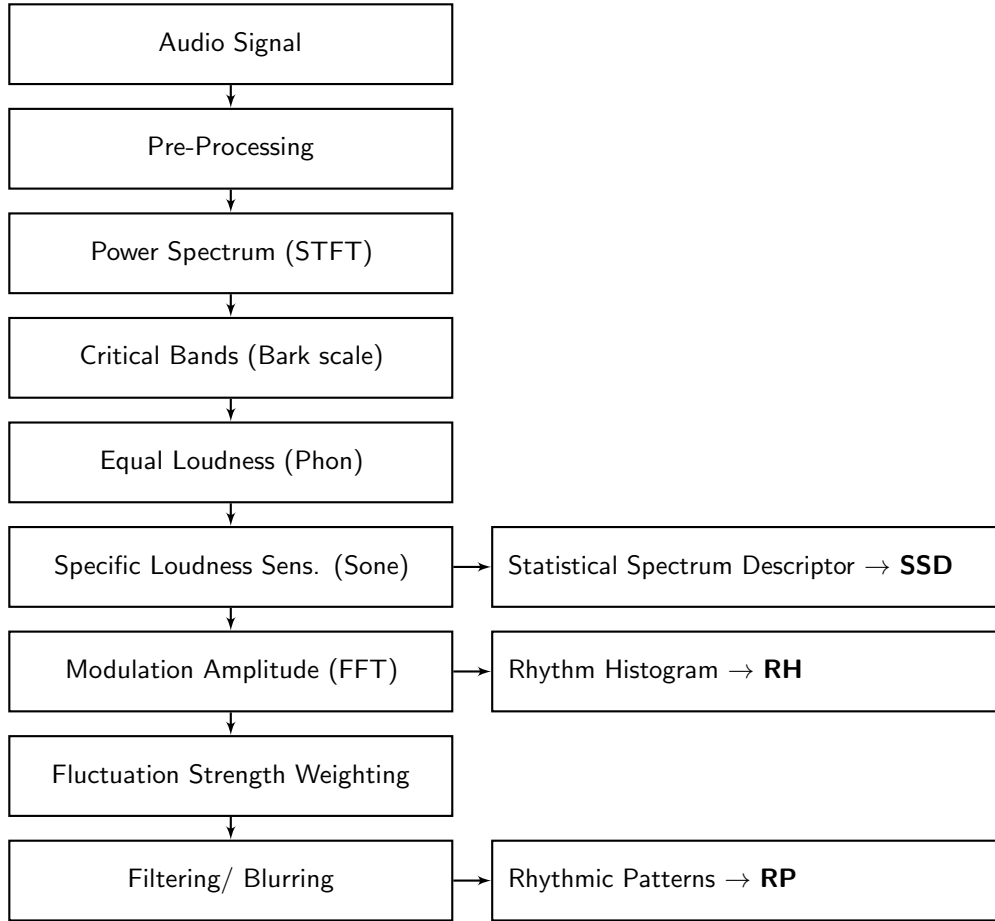 Audio Signal
Pre-Processing
Power Spectrum (STFT)
Critical Bands (Bark scale)
Equal Loudness (Phon)
Specific Loudness Sens. (Sone)
Statistical Spectrum Descriptor → SSD
Modulation Amplitude (FFT)
Rhythm Histogram → RH
Fluctuation Strength Weighting
Filtering/ Blurring
Rhythmic Patterns → RP